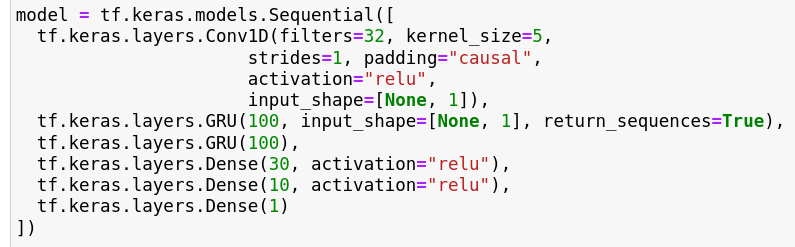 model = tf.keras.models.Sequential([
  tf.keras.layers.Conv1D(filters=32, kernel_size=5,
                      strides=1, padding="causal",
                      activation="relu",
                      input_shape=[None, 1]),
  tf.keras.layers.GRU(100, input_shape=[None, 1], return_sequences=True),
  tf.keras.layers.GRU(100),
  tf.keras.layers.Dense(30, activation="relu"),
  tf.keras.layers.Dense(10, activation="relu"),
  tf.keras.layers.Dense(1)
])